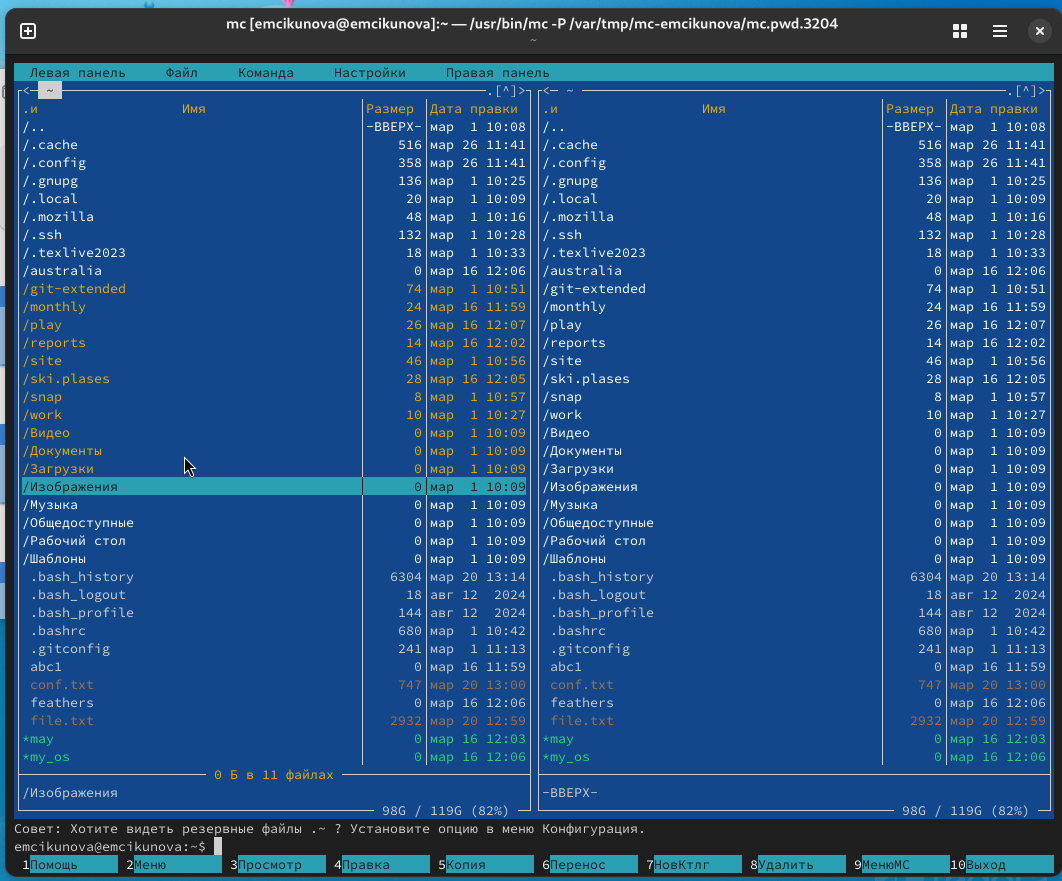 mc [emcikunova@emcikunova]:~ — /usr/bin/mc -P /var/tmp/mc-emcikunova/mc.pwd.3204
~
Левая панель Файл Команда Настройки Правая панель
<─ ~ .[^]> <─ ~ .[^]>
.и Имя Размер Дата правки .и Имя Размер Дата правки
/.. -ВВЕРХ- мар 1 10:08 /.. -ВВЕРХ- мар 1 10:08
/.cache 516 мар 26 11:41 /.cache 516 мар 26 11:41
/.config 358 мар 26 11:41 /.config 358 мар 26 11:41
/.gnupg 136 мар 1 10:25 /.gnupg 136 мар 1 10:25
/.local 20 мар 1 10:09 /.local 20 мар 1 10:09
/.mozilla 48 мар 1 10:16 /.mozilla 48 мар 1 10:16
/.ssh 132 мар 1 10:28 /.ssh 132 мар 1 10:28
/.texlive2023 18 мар 1 10:33 /.texlive2023 18 мар 1 10:33
/australia 0 мар 16 12:06 /australia 0 мар 16 12:06
/git-extended 74 мар 1 10:51 /git-extended 74 мар 1 10:51
/monthly 24 мар 16 11:59 /monthly 24 мар 16 11:59
/play 26 мар 16 12:07 /play 26 мар 16 12:07
/reports 14 мар 16 12:02 /reports 14 мар 16 12:02
/site 46 мар 1 10:56 /site 46 мар 1 10:56
/ski.plases 28 мар 16 12:05 /ski.plases 28 мар 16 12:05
/snap 8 мар 1 10:57 /snap 8 мар 1 10:57
/work 10 мар 1 10:27 /work 10 мар 1 10:27
/Видео 0 мар 1 10:09 /Видео 0 мар 1 10:09
/Документы 0 мар 1 10:09 /Документы 0 мар 1 10:09
/Загрузки 0 мар 1 10:09 /Загрузки 0 мар 1 10:09
/Изображения 0 мар 1 10:09 /Изображения 0 мар 1 10:09
/Музыка 0 мар 1 10:09 /Музыка 0 мар 1 10:09
/Общедоступные 0 мар 1 10:09 /Общедоступные 0 мар 1 10:09
/Рабочий стол 0 мар 1 10:09 /Рабочий стол 0 мар 1 10:09
/Шаблоны 0 мар 1 10:09 /Шаблоны 0 мар 1 10:09
.bash_history 6304 мар 20 13:14 .bash_history 6304 мар 20 13:14
.bash_logout 18 авг 12 2024 .bash_logout 18 авг 12 2024
.bash_profile 144 авг 12 2024 .bash_profile 144 авг 12 2024
.bashrc 680 мар 1 10:42 .bashrc 680 мар 1 10:42
.gitconfig 241 мар 1 11:13 .gitconfig 241 мар 1 11:13
abc1 0 мар 16 11:59 abc1 0 мар 16 11:59
conf.txt 747 мар 20 13:00 conf.txt 747 мар 20 13:00
feathers 0 мар 16 12:06 feathers 0 мар 16 12:06
file.txt 2932 мар 20 12:59 file.txt 2932 мар 20 12:59
*may 0 мар 16 12:03 *may 0 мар 16 12:03
*my_os 0 мар 16 12:06 *my_os 0 мар 16 12:06
0 Б в 11 файлах
/Изображения -ВВЕРХ-
98G / 119G (82%) 98G / 119G (82%)
Совет: Хотите видеть резервные файлы .~ ? Установите опцию в меню Конфигурация.
emcikunova@emcikunova:~$
1Помощь 2Меню 3Просмотр 4Правка 5Копия 6Перенос 7НовКтлг 8Удалить 9МенюМС 10Выход